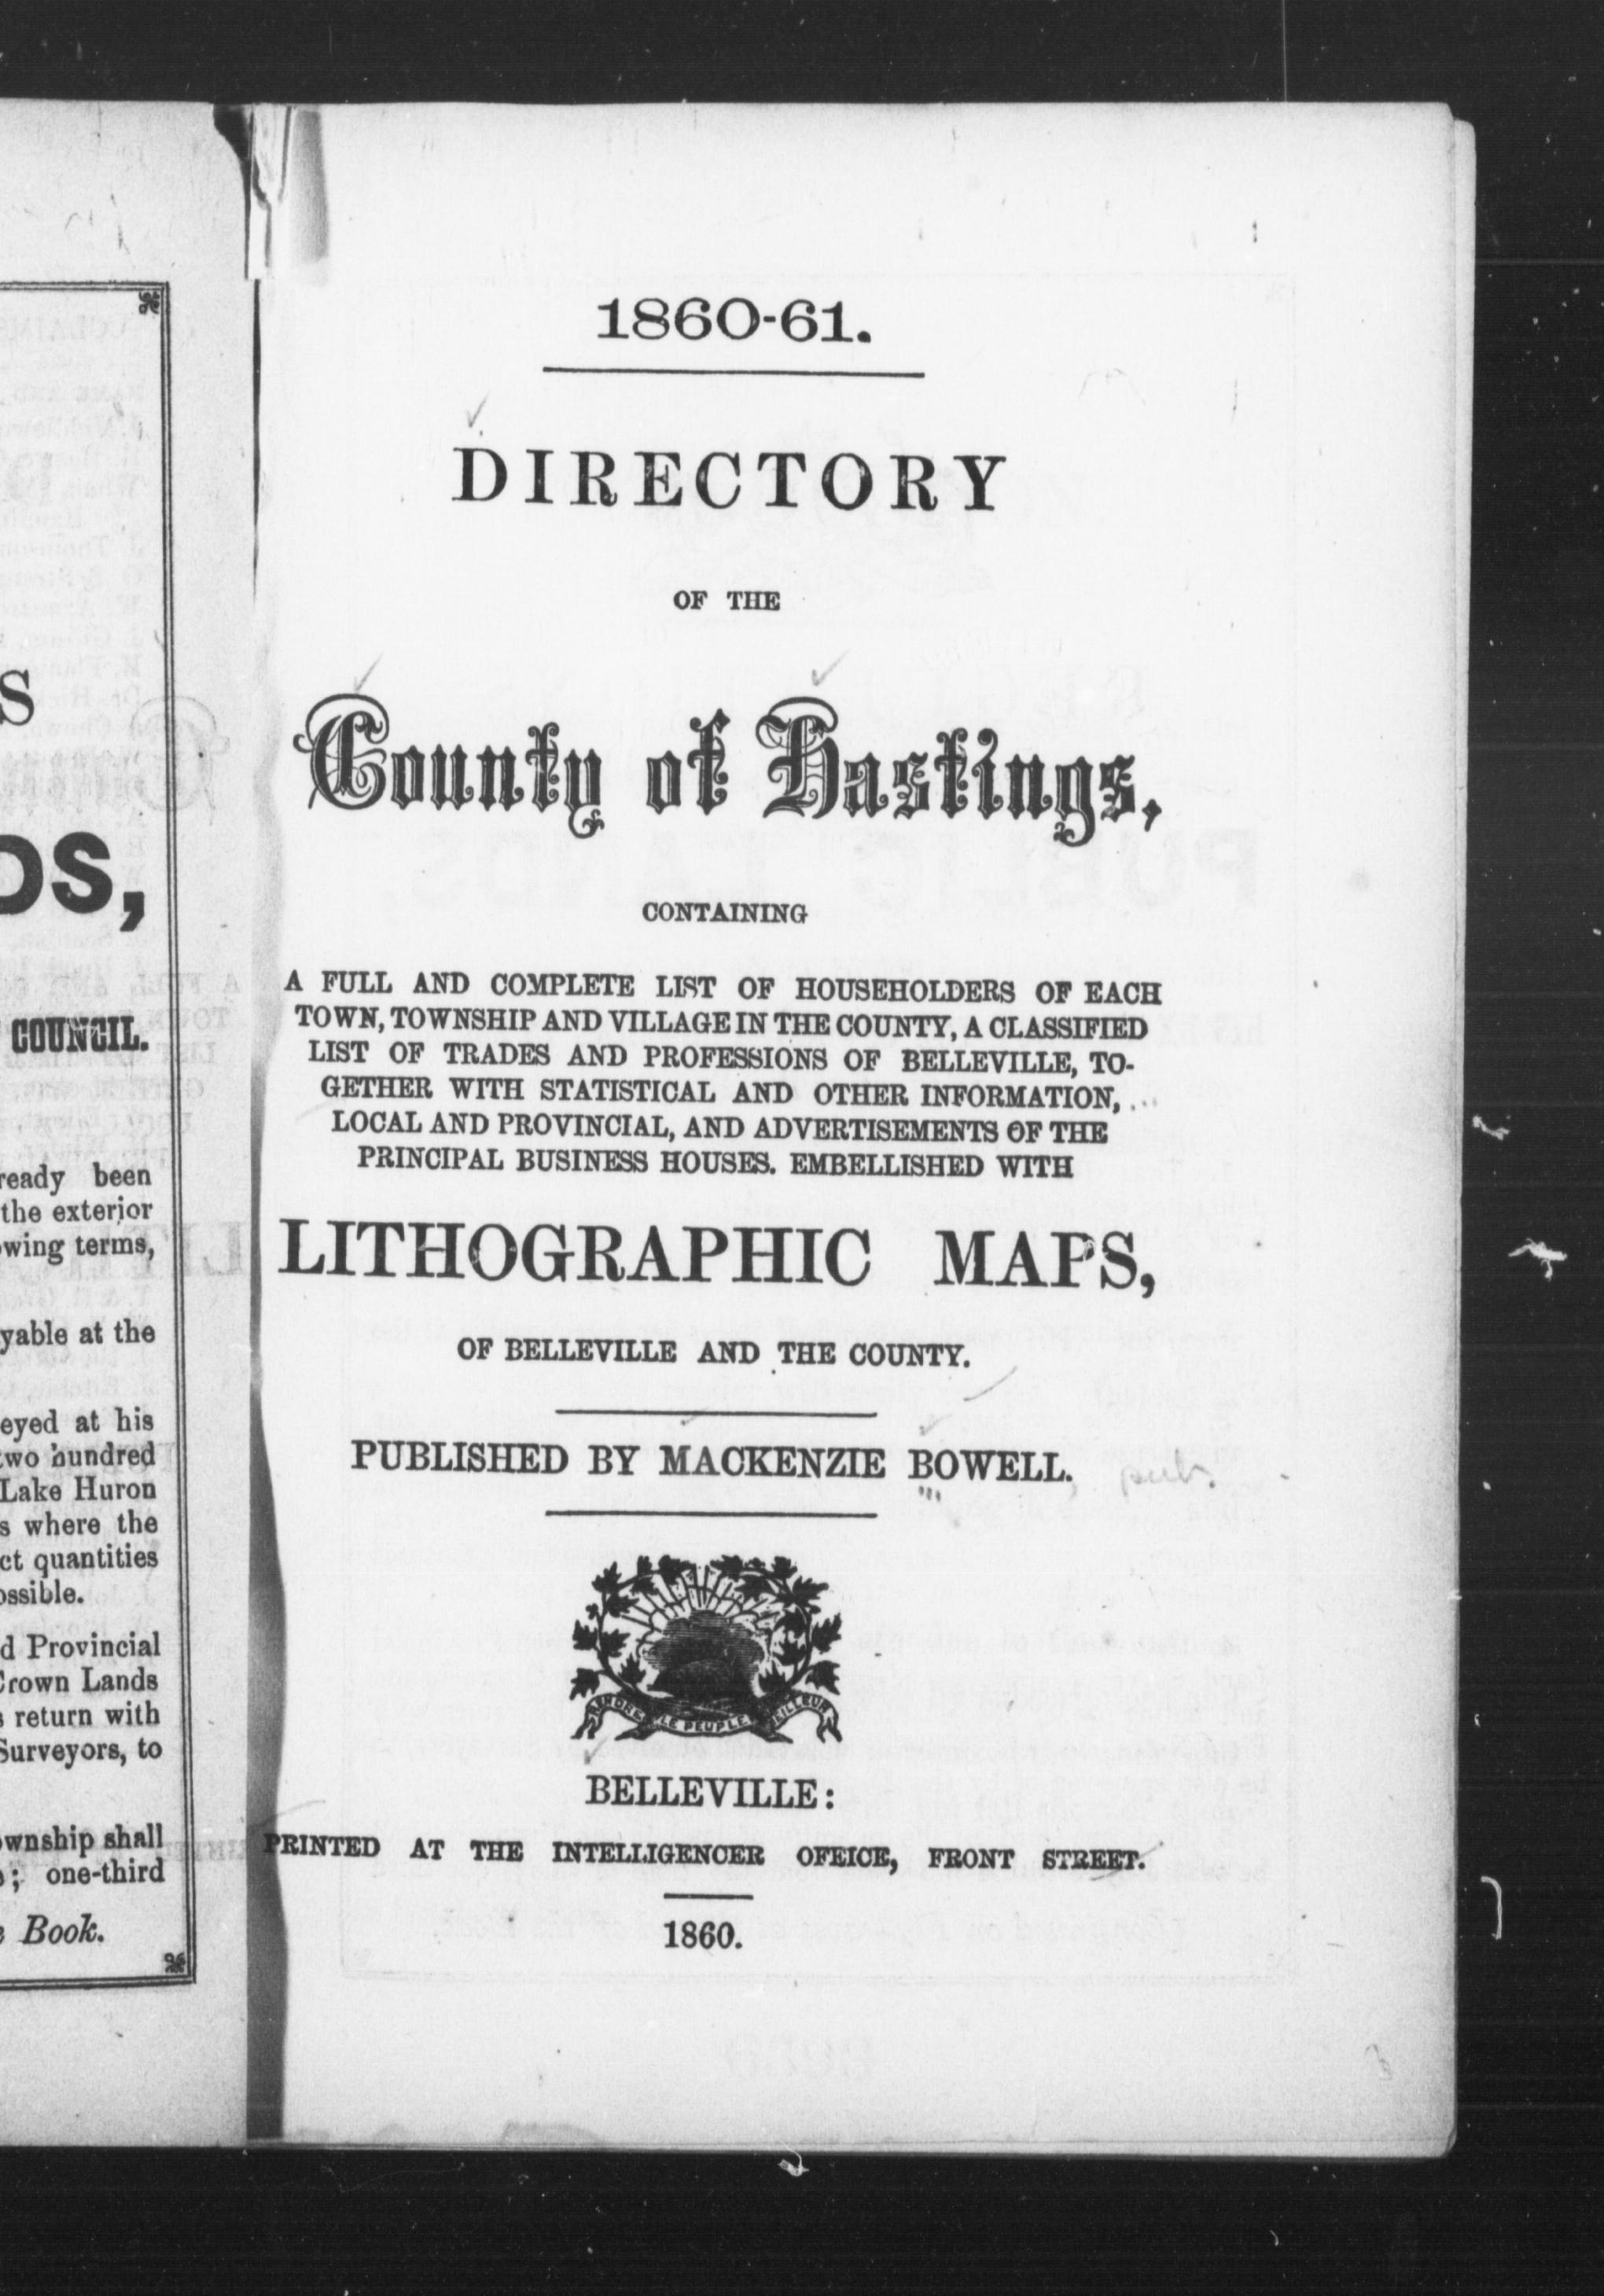 S
DS,
COUNCIL.
ready been
the exterior
owing terms,
yable at the
eyed at his
two hundred
Lake Huron
s where the
ct quantities
ossible.
d Provincial
Crown Lands
s return with
Surveyors, to
ownship shall
; one-third
Book.
1860-61.
DIRECTORY
OF THE
County of Hastings,
CONTAINING
A FULL AND COMPLETE LIST OF HOUSEHOLDERS OF EACH
TOWN, TOWNSHIP AND VILLAGE IN THE COUNTY, A CLASSIFIED
LIST OF TRADES AND PROFESSIONS OF BELLEVILLE, TO-
GETHER WITH STATISTICAL AND OTHER INFORMATION,
LOCAL AND PROVINCIAL, AND ADVERTISEMENTS OF THE
PRINCIPAL BUSINESS HOUSES. EMBELLISHED WITH
LITHOGRAPHIC MAPS,
OF BELLEVILLE AND THE COUNTY.
PUBLISHED BY MACKENZIE BOWELL.
pub.
LE PEUPLE
BELLEVILLE:
PRINTED AT THE INTELLIGENCER OFEICE, FRONT STREET.
1860.